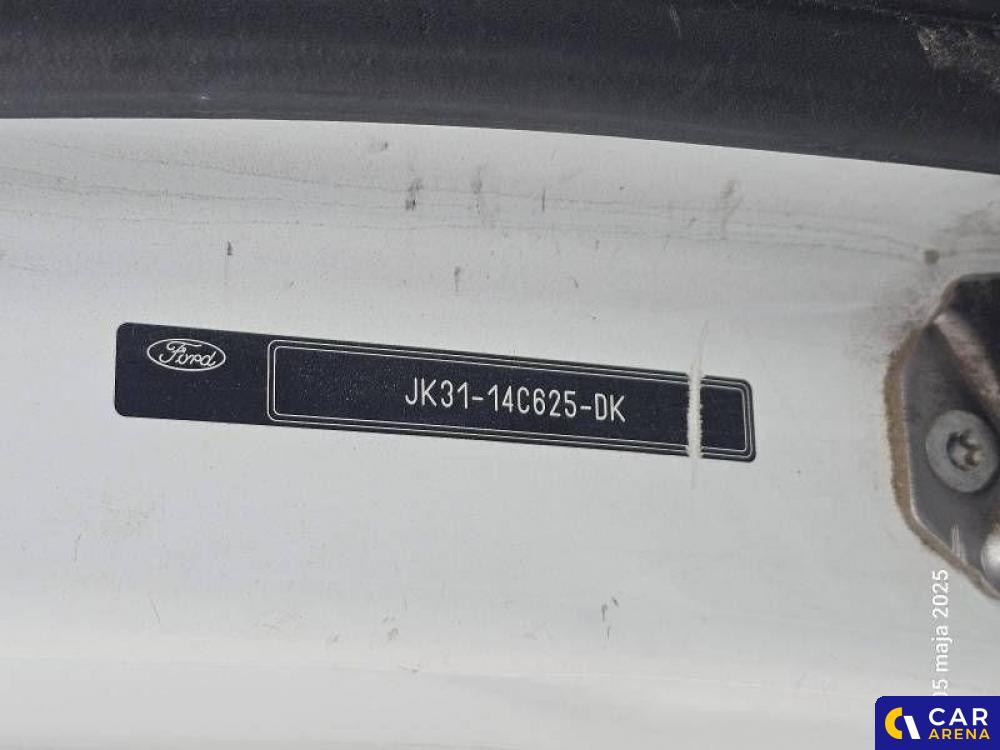 Ford
JK31-14C625-DK
05 maja 2025
CAR
ARENA